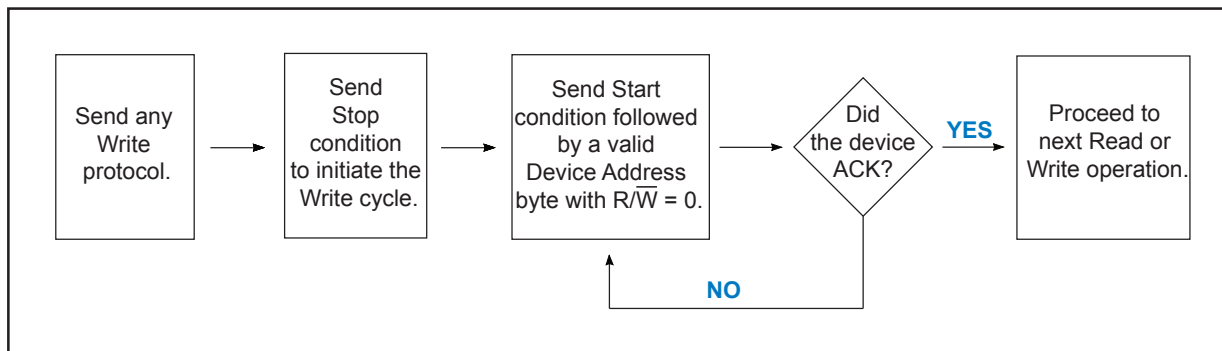 Send any
Write
protocol.
Send
Stop
condition
to initiate the
Write cycle.
Send Start
condition followed
by a valid
Device Address
byte with R/W̅ = 0.
Did
the device
ACK?
YES
Proceed to
next Read or
Write operation.
NO